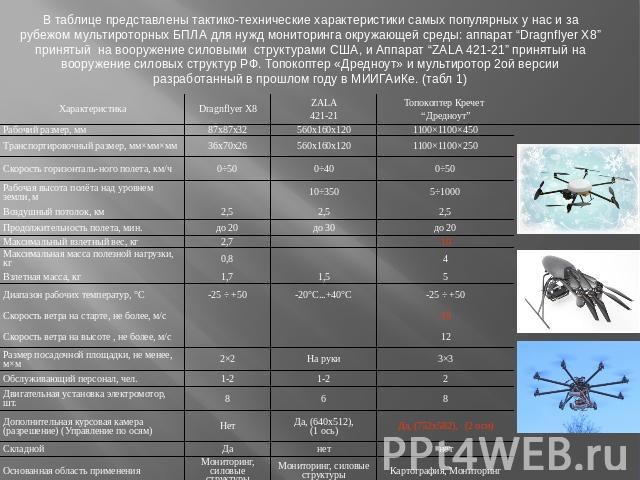 В таблице представлены тактико-технические характеристики самых популярных у нас и за
рубежом мультироторных БПЛА для нужд мониторинга окружающей среды: аппарат “Dragnflyer X8”
принятый на вооружение силовыми структурами США, и Аппарат “ZALA 421-21” принятый на
вооружение силовых структур РФ. Топокоптер «Дредноут» и мультиротор 2ой версии
разработанный в прошлом году в МИИГАиКе. (табл 1)
Характеристика Dragnflyer X8 ZALA 421-21 Топокоптер Кречет “Дредноут”
Рабочий размер, мм 87x87x32 560x160x120 1100×1100×450
Транспортировочный размер, мм×мм×мм 36x70x26 560x160x120 1100×1100×250
Скорость горизонталь-ного полета, км/ч 0÷50 0÷40 0÷50
Рабочая высота полёта над уровнем
земли, м 10÷350 5÷1000
Воздушный потолок, км 2,5 2,5 2,5
Продолжительность полета, мин. до 20 до 30 до 20
Максимальный взлетный вес, кг 2,7 10
Максимальная масса полезной нагрузки,
кг 0,8 4
Взлетная масса, кг 1,7 1,5 5
Диапазон рабочих температур, °C -25 ÷ +50 -20°C...+40°C -25 ÷ +50
Скорость ветра на старте, не более, м/с 10
Скорость ветра на высоте , не более, м/с 12
Размер посадочной площадки, не менее,
м×м 2×2 На руки 3×3
Обслуживающий персонал, чел. 1-2 1-2 2
Двигательная установка электромотор,
шт. 8 6 8
Дополнительная курсовая камера
(разрешение) (Управление по осям) Нет Да, (640x512), (1 ось) Да, (752x582), (2 оси)
Складной Да нет нет
Основанная область применения Мониторинг, силовые структуры Мониторинг, силовые структуры Картография, Мониторинг
PPt4WEB.ru